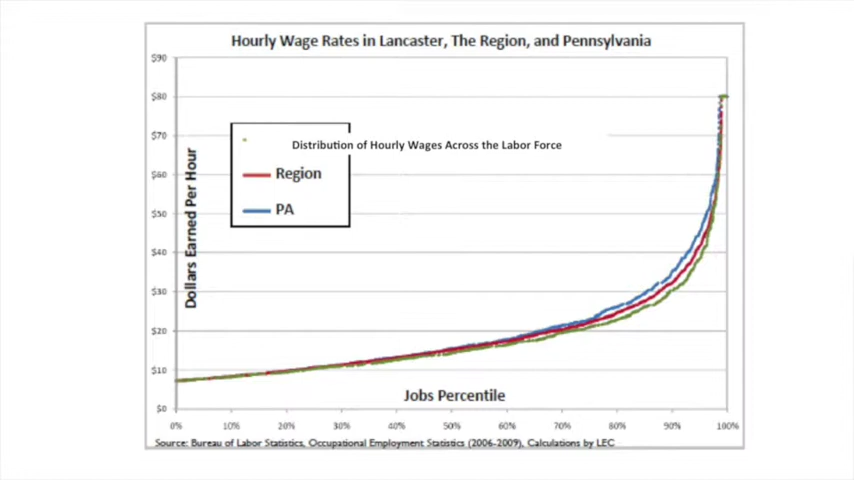 Hourly Wage Rates in Lancaster, The Region, and Pennsylvania
$90
$80
$70
$60
$50
$40
$30
$20
$10
$0
Dollars Earned Per Hour
Distribution of Hourly Wages Across the Labor Force
Region
PA
Jobs Percentile
0% 10% 20% 30% 40% 50% 60% 70% 80% 90% 100%
Source: Bureau of Labor Statistics, Occupational Employment Statistics (2006-2009), Calculations by LEC